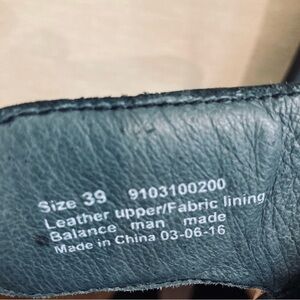 Size 39 9103100200
Leather upper/Fabric lining
Balance man made
Made in China 03-06-16